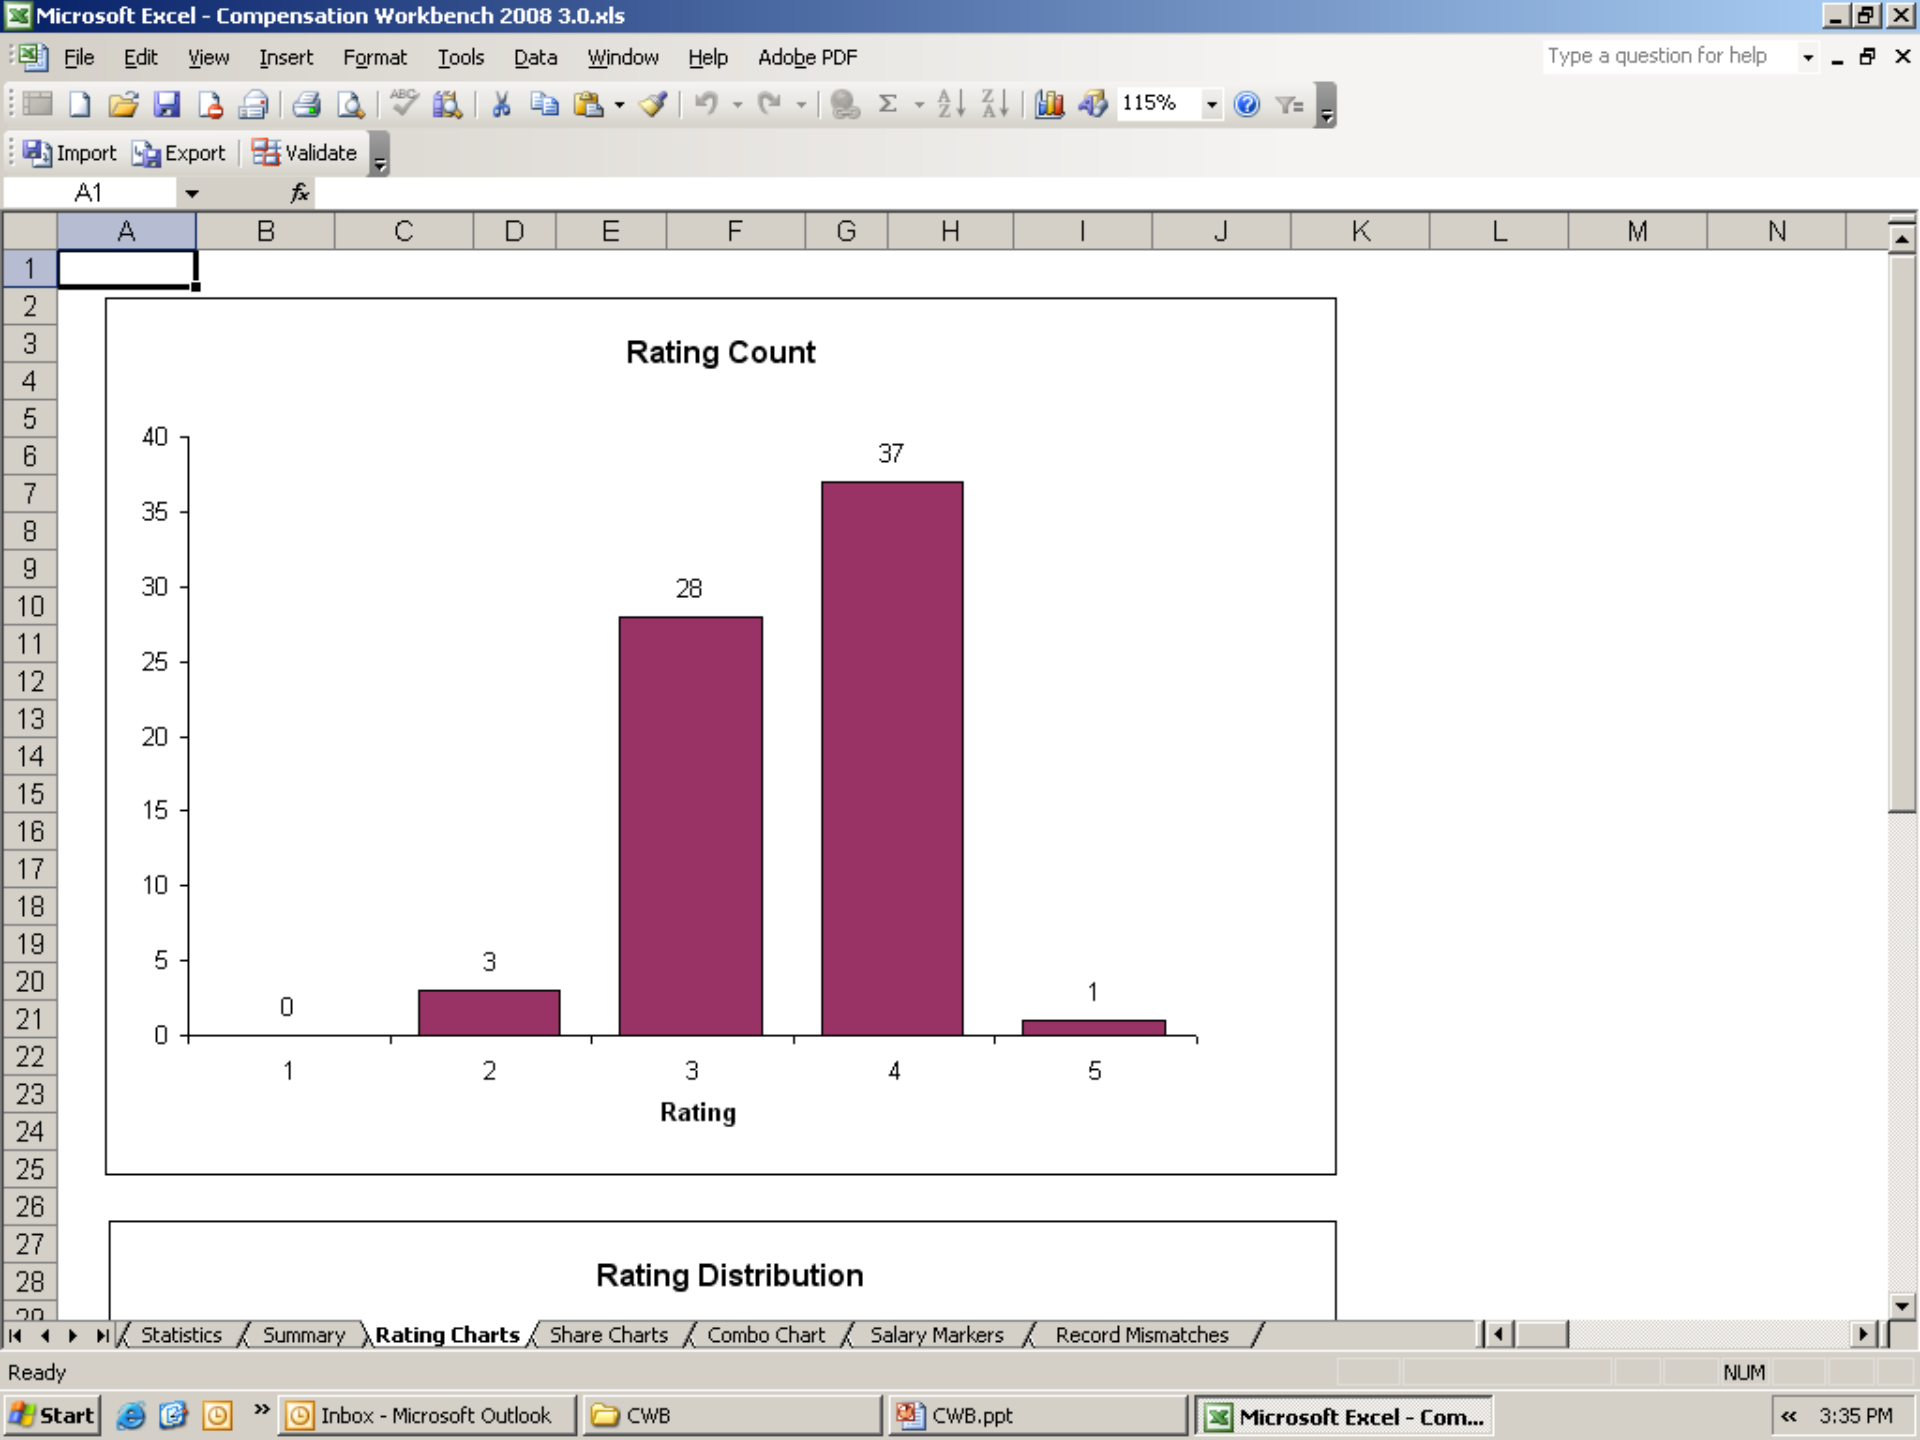 Microsoft Excel - Compensation Workbench 2008 3.0.xls
File Edit View Insert Format Tools Data Window Help Adobe PDF Type a question for help
ABC Σ A Z Z A 115%
Import Export Validate
A1 fx
A B C D E F G H I J K L M N
1
2
3
4
5
6
7
8
9
10
11
12
13
14
15
16
17
18
19
20
21
22
23
24
25
26
27
28
29
Rating Count
40
35
30
25
20
15
10
5
0
0 3 28 37 1
1 2 3 4 5
Rating
Rating Distribution
Statistics Summary Rating Charts Share Charts Combo Chart Salary Markers Record Mismatches
Ready NUM
Start » Inbox - Microsoft Outlook CWB CWB.ppt Microsoft Excel - Com... « 3:35 PM